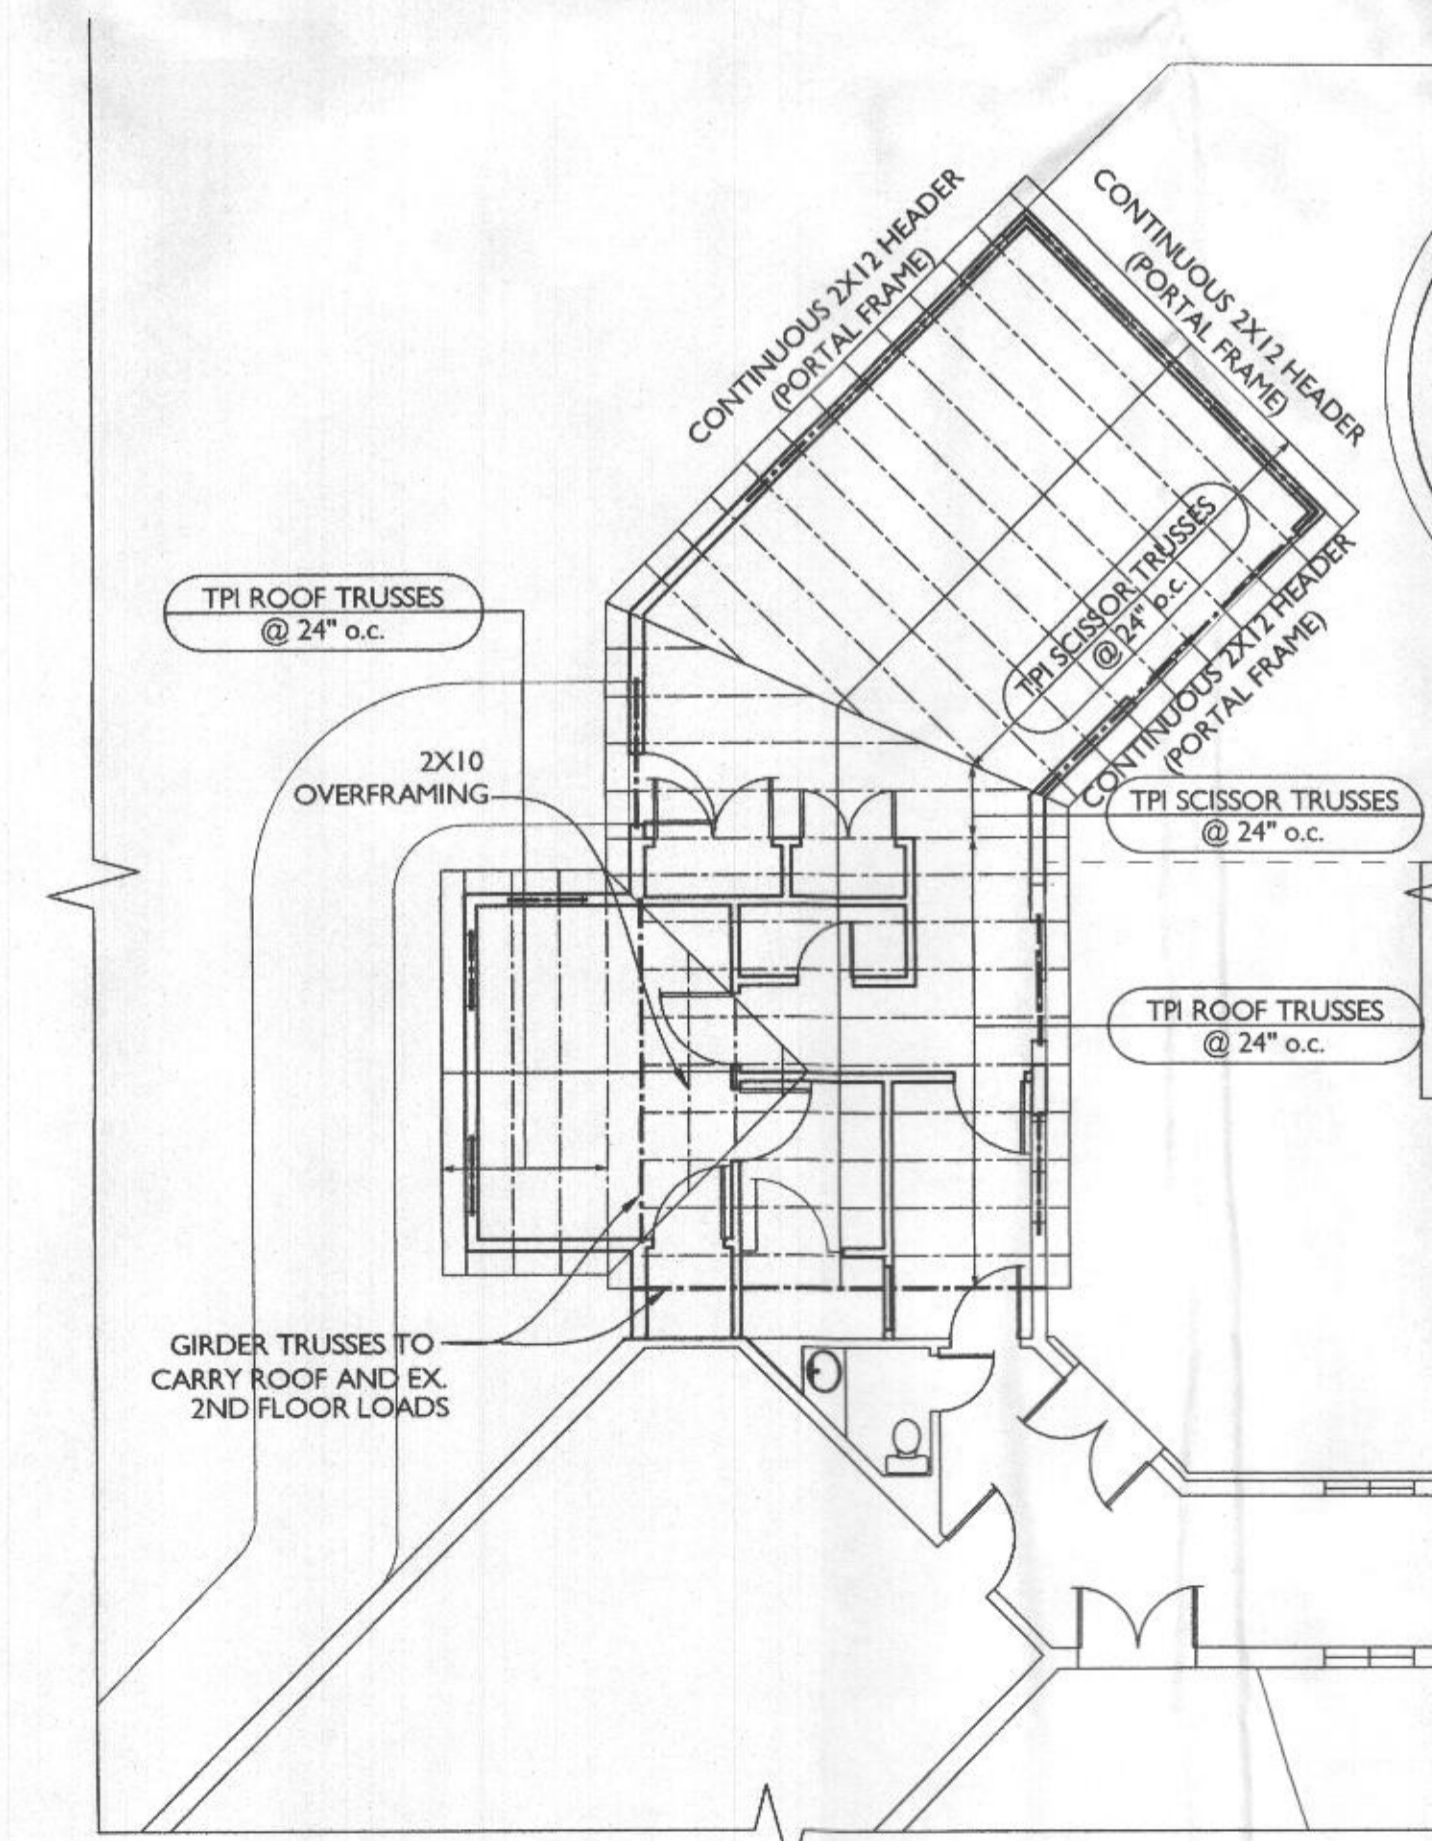 CONTINUOUS 2X12 HEADER
(PORTAL FRAME)
CONTINUOUS 2X12 HEADER
(PORTAL FRAME)
TPI SCISSOR TRUSSES
@ 24" o.c.
CONTINUOUS 2X12 HEADER
(PORTAL FRAME)
TPI ROOF TRUSSES
@ 24" o.c.
2X10
OVERFRAMING
TPI SCISSOR TRUSSES
@ 24" o.c.
TPI ROOF TRUSSES
@ 24" o.c.
GIRDER TRUSSES TO
CARRY ROOF AND EX.
2ND FLOOR LOADS